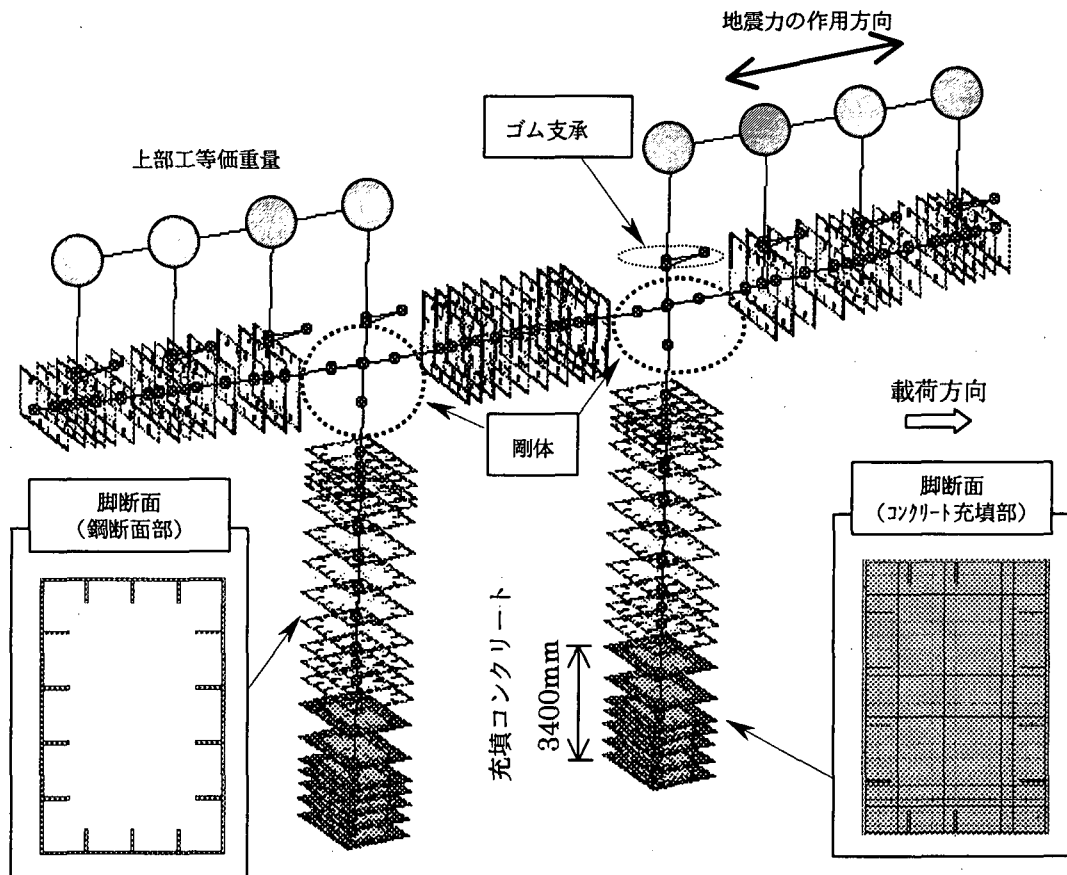 地震力の作用方向
ゴム支承
上部工等価重量
載荷方向
剛体
脚断面
（鋼断面部）
脚断面
（ｺﾝｸﾘｰﾄ充填部）
充填コンクリート
3400mm